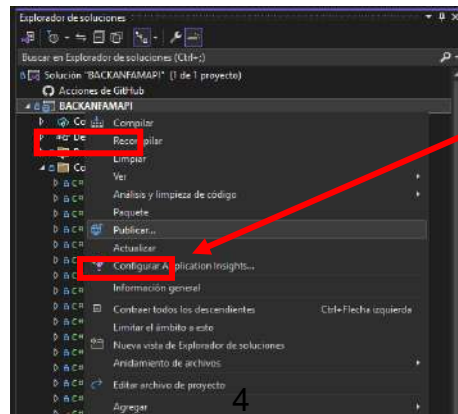 Explorador de soluciones
Buscar en Explorador de soluciones (Ctrl+;)
Solución "BACKANFAMAPI" (1 de 1 proyecto)
Acciones de GitHub
BACKANFAMAPI
Co
Compilar
De
Recompilar
Limpiar
Co
Ver
C#
Análisis y limpieza de código
C#
Paquete
C#
Publicar...
C#
Actualizar
C#
Configurar Application Insights...
C#
Información general
C#
Contraer todos los descendientes Ctrl+Flecha izquierda
C#
Limitar el ámbito a esto
C#
Nueva vista de Explorador de soluciones
C#
Anidamiento de archivos
C#
Editar archivo de proyecto
C#
Agregar
4